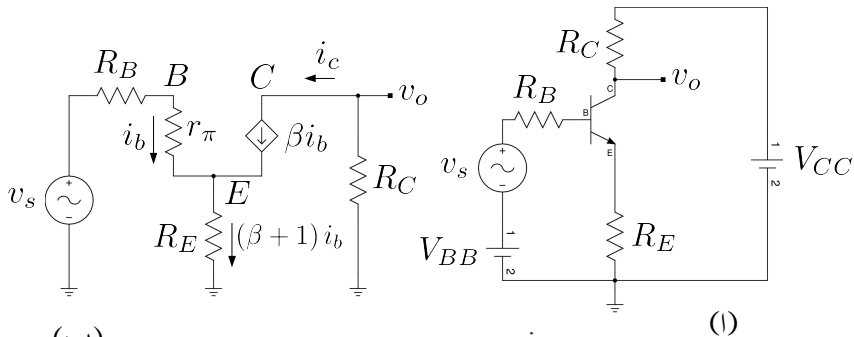 R_B
B
C
i_c
v_o
i_b
r_π
βi_b
v_s
E
R_C
R_E
(β + 1) i_b
R_C
C
v_o
R_B
B
E
v_s
1
V_CC
2
1
V_BB
2
R_E
(ا)